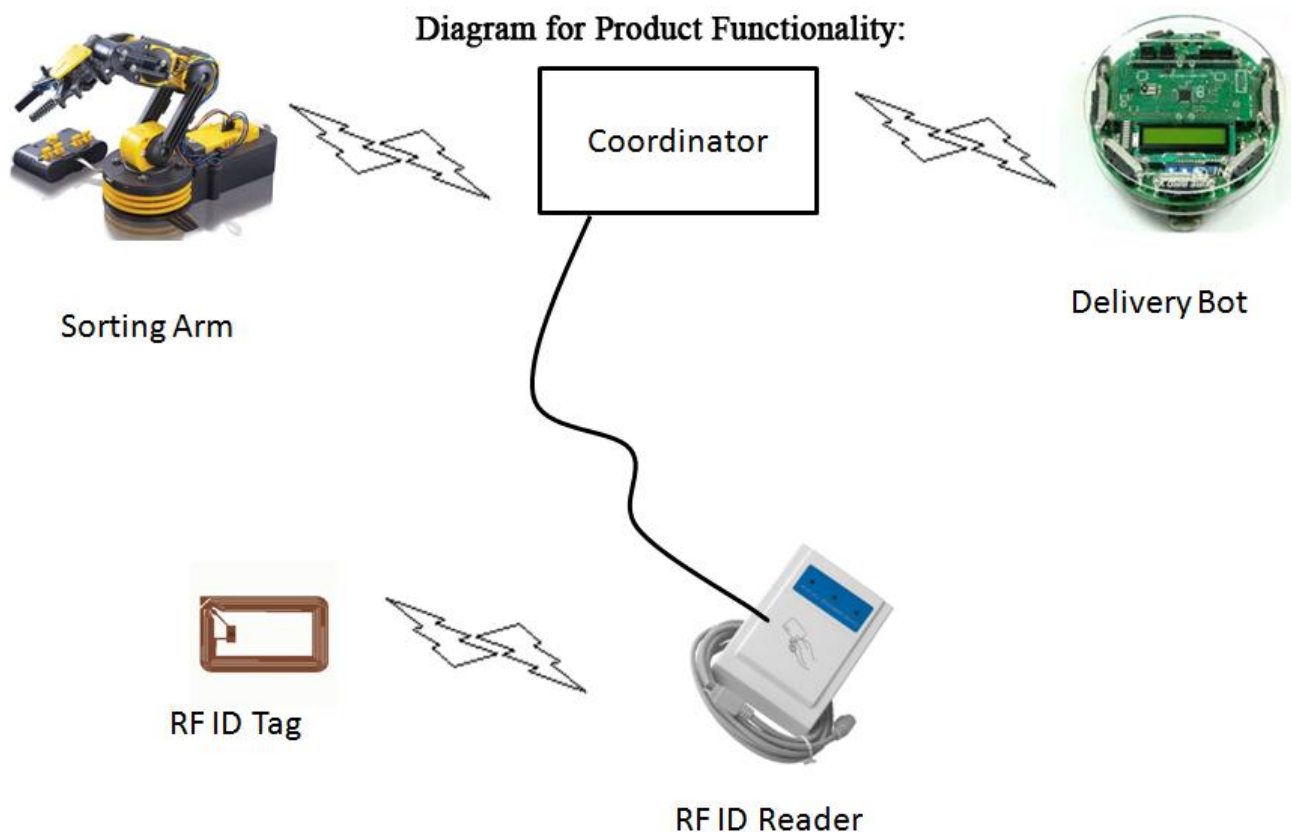 Diagram for Product Functionality:
Coordinator
Sorting Arm
Delivery Bot
RF ID Tag
RF ID Reader